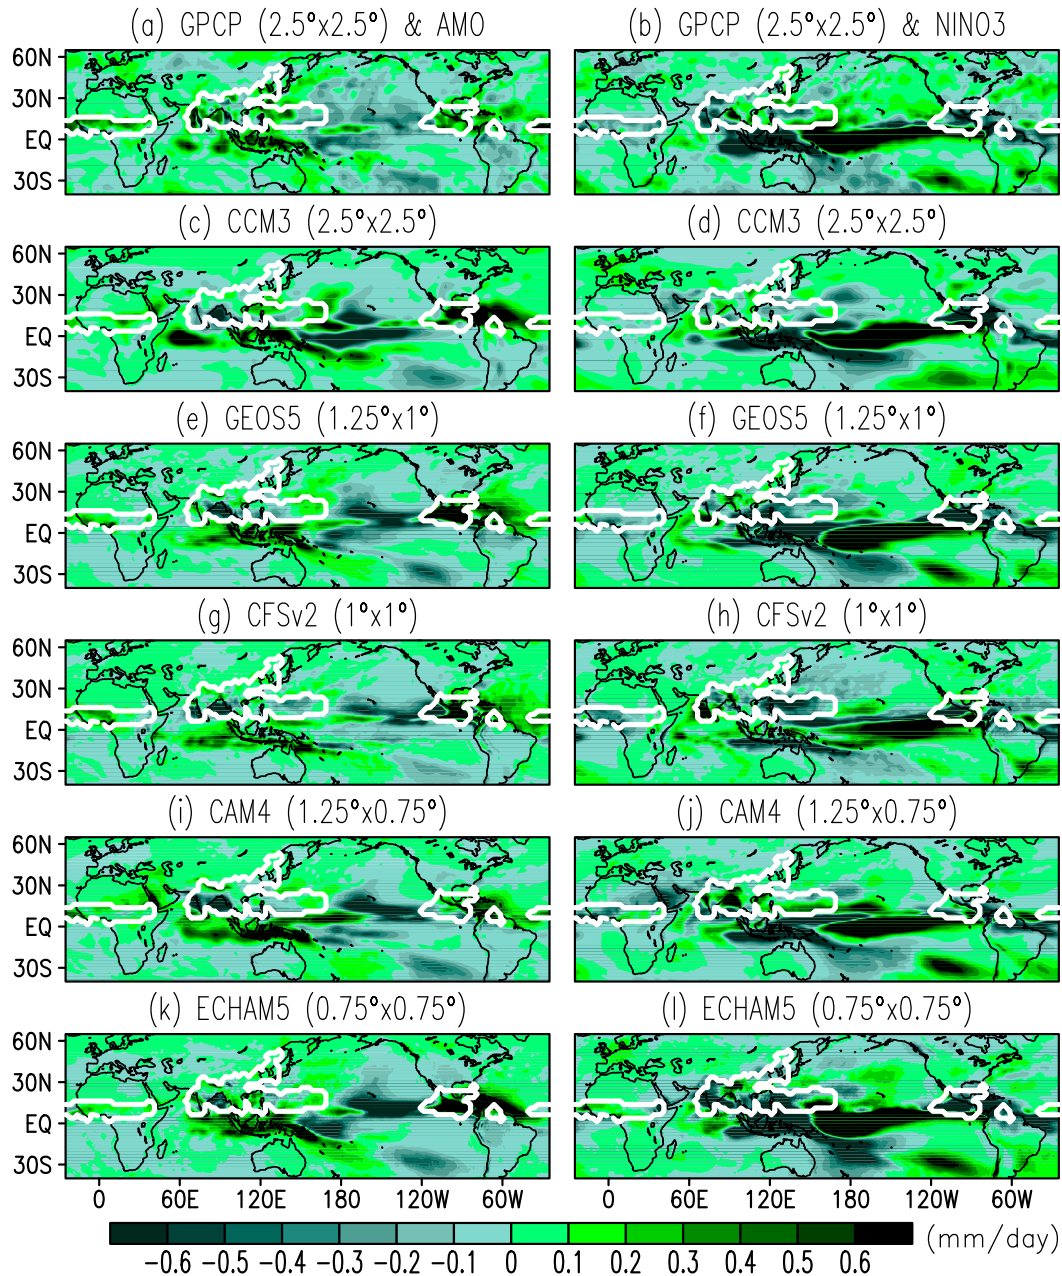 (a) GPCP (2.5°x2.5°) & AMO
(b) GPCP (2.5°x2.5°) & NINO3
60N
30N
EQ
30S
(c) CCM3 (2.5°x2.5°)
(d) CCM3 (2.5°x2.5°)
60N
30N
EQ
30S
(e) GEOS5 (1.25°x1°)
(f) GEOS5 (1.25°x1°)
60N
30N
EQ
30S
(g) CFSv2 (1°x1°)
(h) CFSv2 (1°x1°)
60N
30N
EQ
30S
(i) CAM4 (1.25°x0.75°)
(j) CAM4 (1.25°x0.75°)
60N
30N
EQ
30S
(k) ECHAM5 (0.75°x0.75°)
(l) ECHAM5 (0.75°x0.75°)
60N
30N
EQ
30S
0 60E 120E 180 120W 60W
0 60E 120E 180 120W 60W
(mm/day)
-0.6 -0.5 -0.4 -0.3 -0.2 -0.1 0 0.1 0.2 0.3 0.4 0.5 0.6